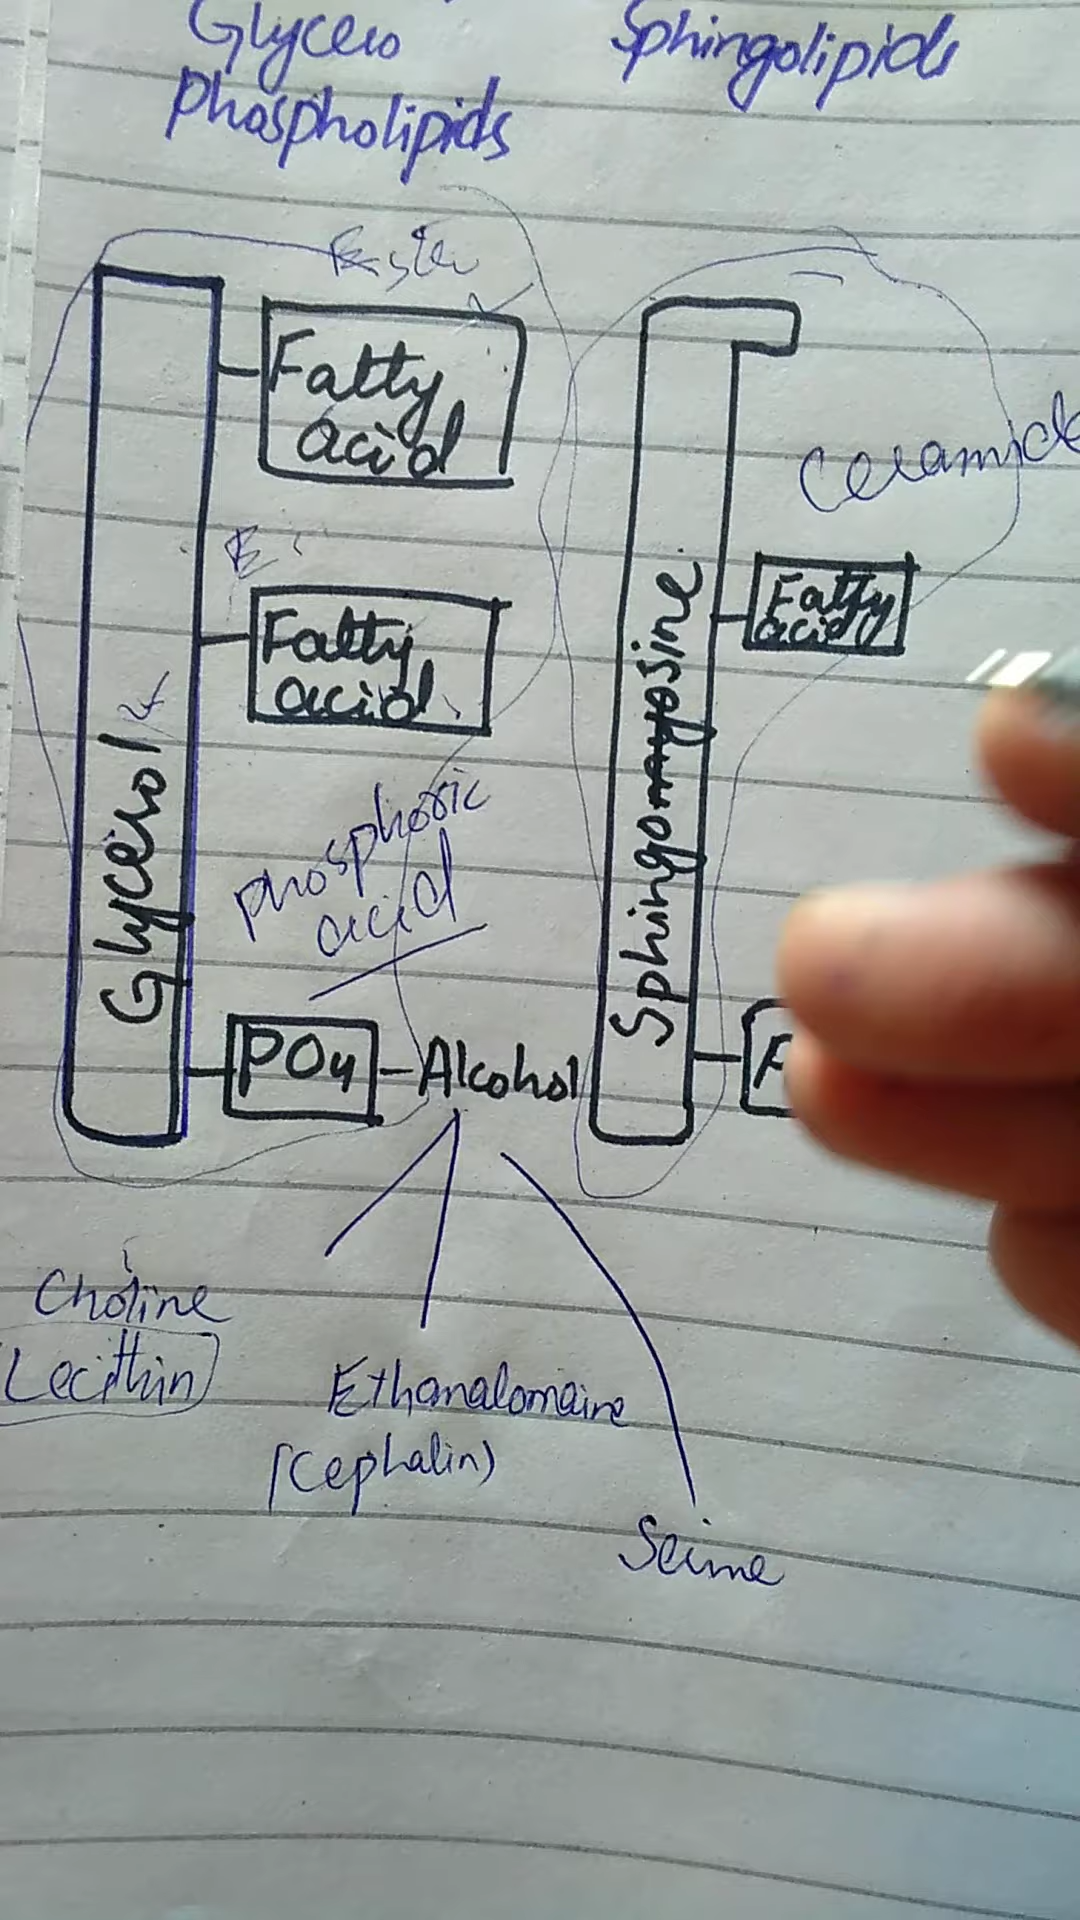 Glycero
phospholipids
Sphingolipids
Ester
Fatty
acid
Ceramide
E
Fatty
acid
Fatty
acid
Glycerol
Sphingosine
phosphoric
acid
PO4
Alcohol
P
Choline
(Lecithin)
Ethanalomaire
(Cephalin)
Serine